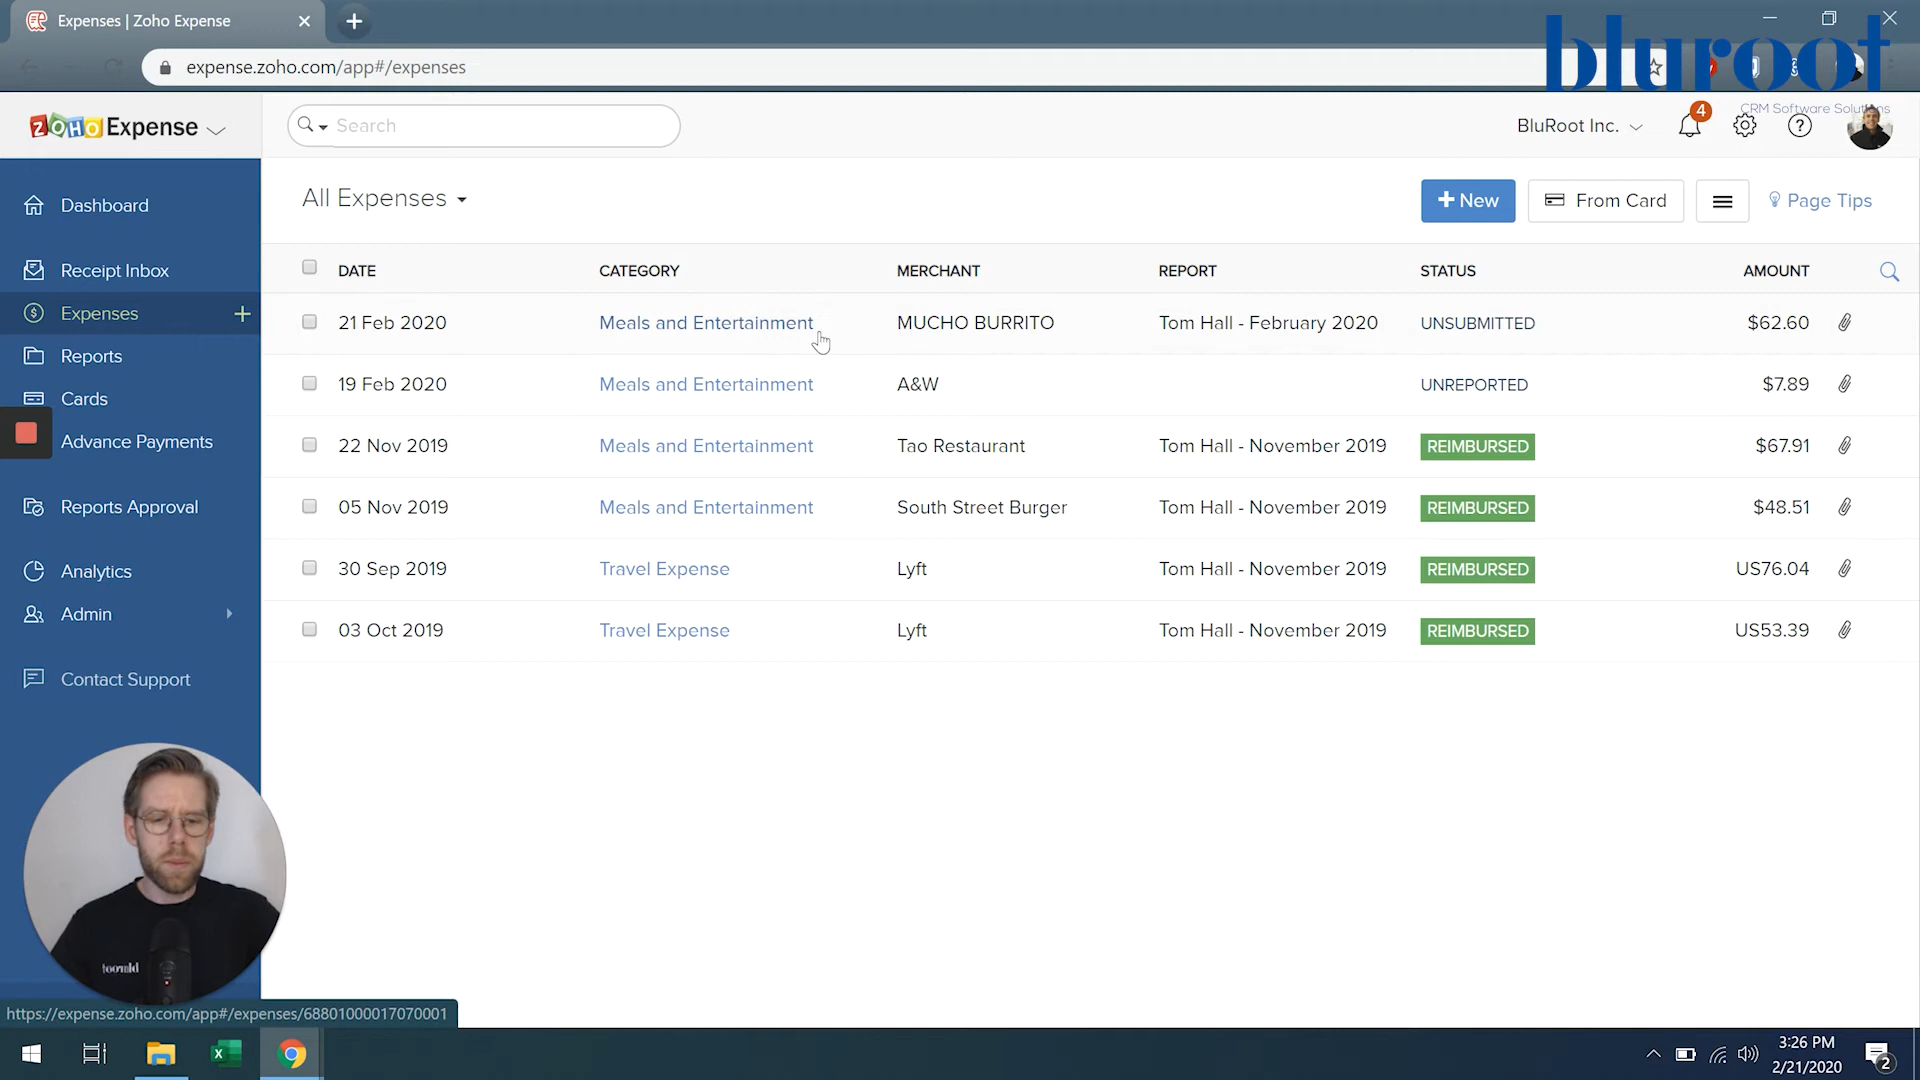 Expenses | Zoho Expense
expense.zoho.com/app#/expenses
bluroot
CRM Software Solutions
ZOHO Expense
Search
BluRoot Inc.
4
Dashboard
Receipt Inbox
Expenses
Reports
Cards
Advance Payments
Reports Approval
Analytics
Admin
Contact Support
All Expenses
+ New
From Card
Page Tips
DATE CATEGORY MERCHANT REPORT STATUS AMOUNT
21 Feb 2020 Meals and Entertainment MUCHO BURRITO Tom Hall - February 2020 UNSUBMITTED $62.60
19 Feb 2020 Meals and Entertainment A&W UNREPORTED $7.89
22 Nov 2019 Meals and Entertainment Tao Restaurant Tom Hall - November 2019 REIMBURSED $67.91
05 Nov 2019 Meals and Entertainment South Street Burger Tom Hall - November 2019 REIMBURSED $48.51
30 Sep 2019 Travel Expense Lyft Tom Hall - November 2019 REIMBURSED US76.04
03 Oct 2019 Travel Expense Lyft Tom Hall - November 2019 REIMBURSED US53.39
https://expense.zoho.com/app#/expenses/68801000017070001
3:26 PM
2/21/2020
2